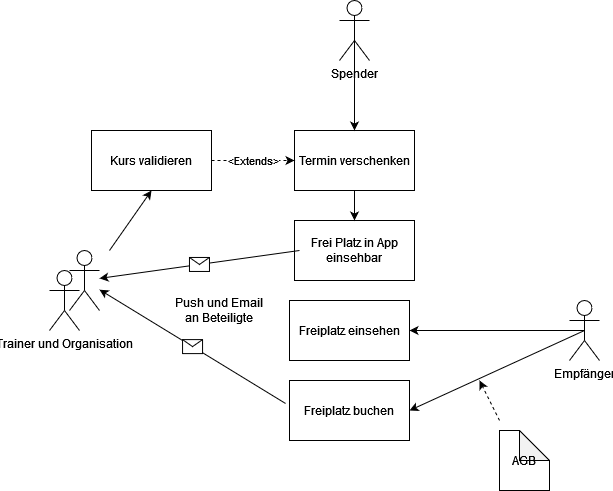 Spender
Kurs validieren
<Extends>
Termin verschenken
Frei Platz in App
einsehbar
Push und Email
an Beteiligte
Freiplatz einsehen
Trainer und Organisation
Empfänger
Freiplatz buchen
AGB